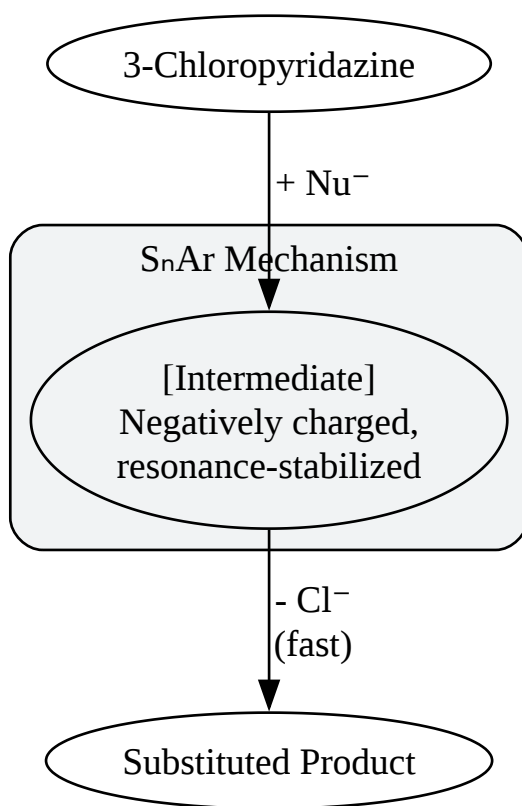 3-Chloropyridazine
+ Nu⁻
SₙAr Mechanism
[Intermediate]
Negatively charged,
resonance-stabilized
- Cl⁻
(fast)
Substituted Product